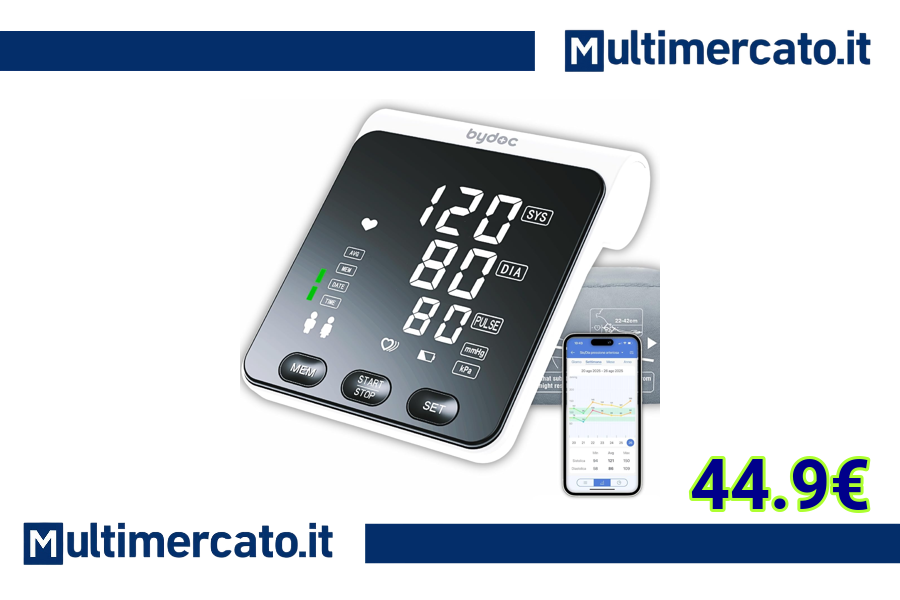 Multimercato.it
bydoc
120 SYS
80 DIA
80 PULSE
mmHg
kPa
AVG
MEM
DATE
TIME
MEM
START
STOP
SET
22-42cm
44.9€
Multimercato.it